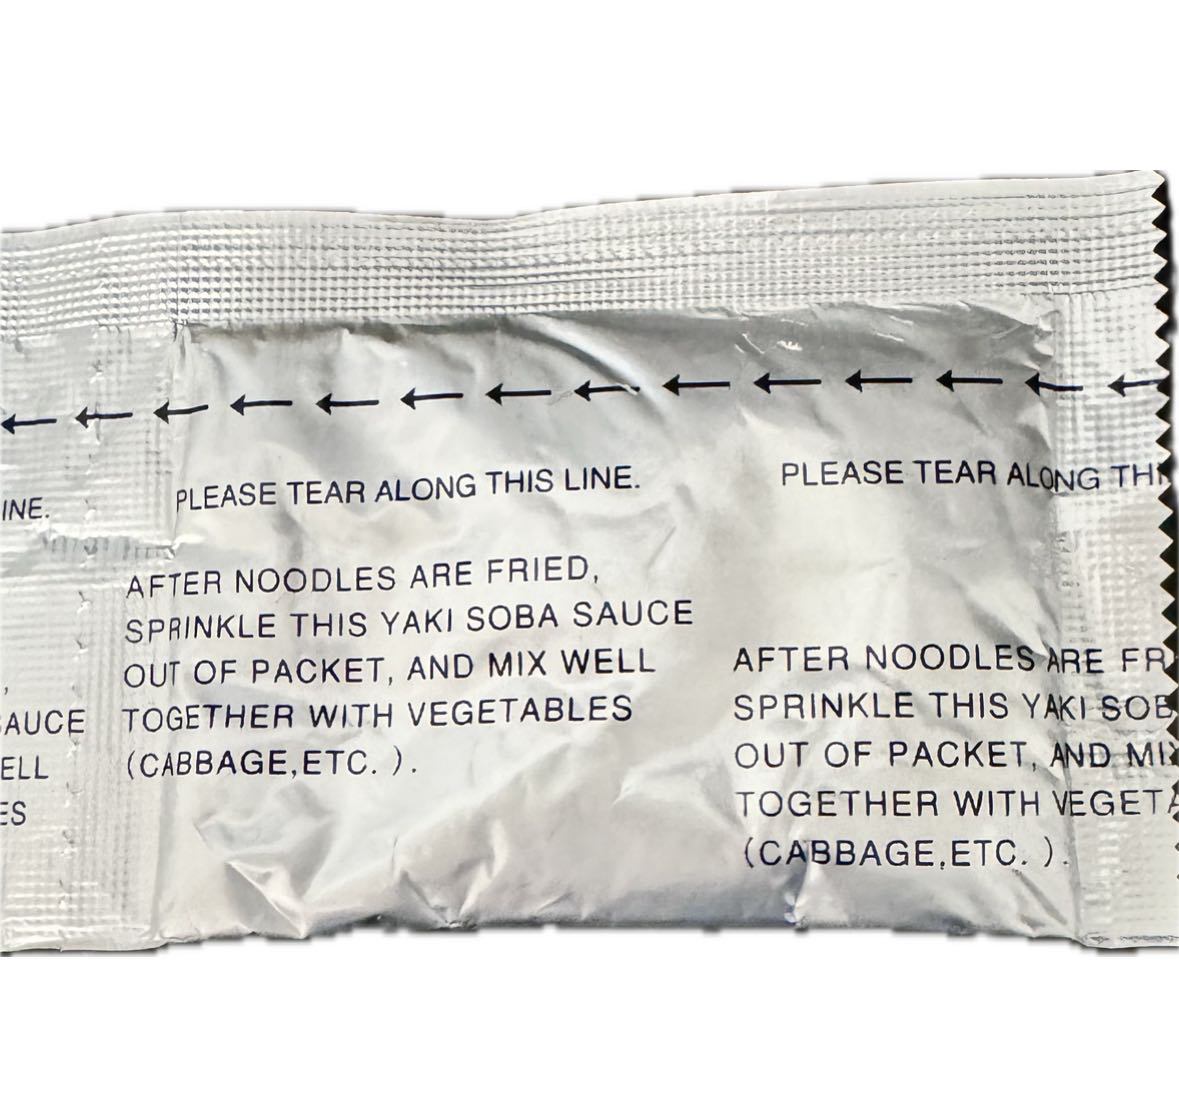 PLEASE TEAR ALONG THIS LINE.
AFTER NOODLES ARE FRIED,
SPRINKLE THIS YAKI SOBA SAUCE
OUT OF PACKET, AND MIX WELL
TOGETHER WITH VEGETABLES
(CABBAGE,ETC. ).
PLEASE TEAR ALONG TH
AFTER NOODLES ARE FR
SPRINKLE THIS YAKI SOB
OUT OF PACKET, AND MIX
TOGETHER WITH VEGETA
(CABBAGE,ETC. ).
INE.
,
SAUCE
ELL
ES